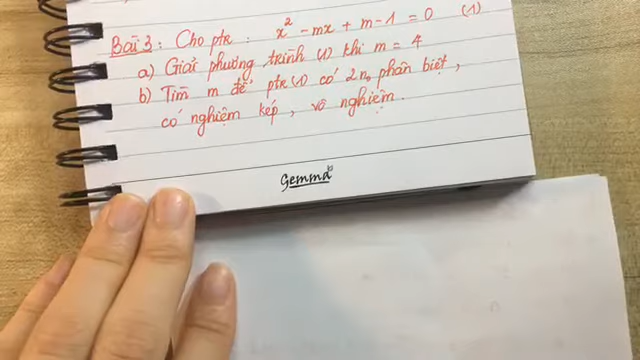 Bài 3: Cho ptr: x² - mx + m - 1 = 0 (1)
a) Giải phương trình (1) khi m = 4
b) Tìm m để ptr (1) có 2 n₀ phân biệt,
có nghiệm kép, vô nghiệm.
Gemma